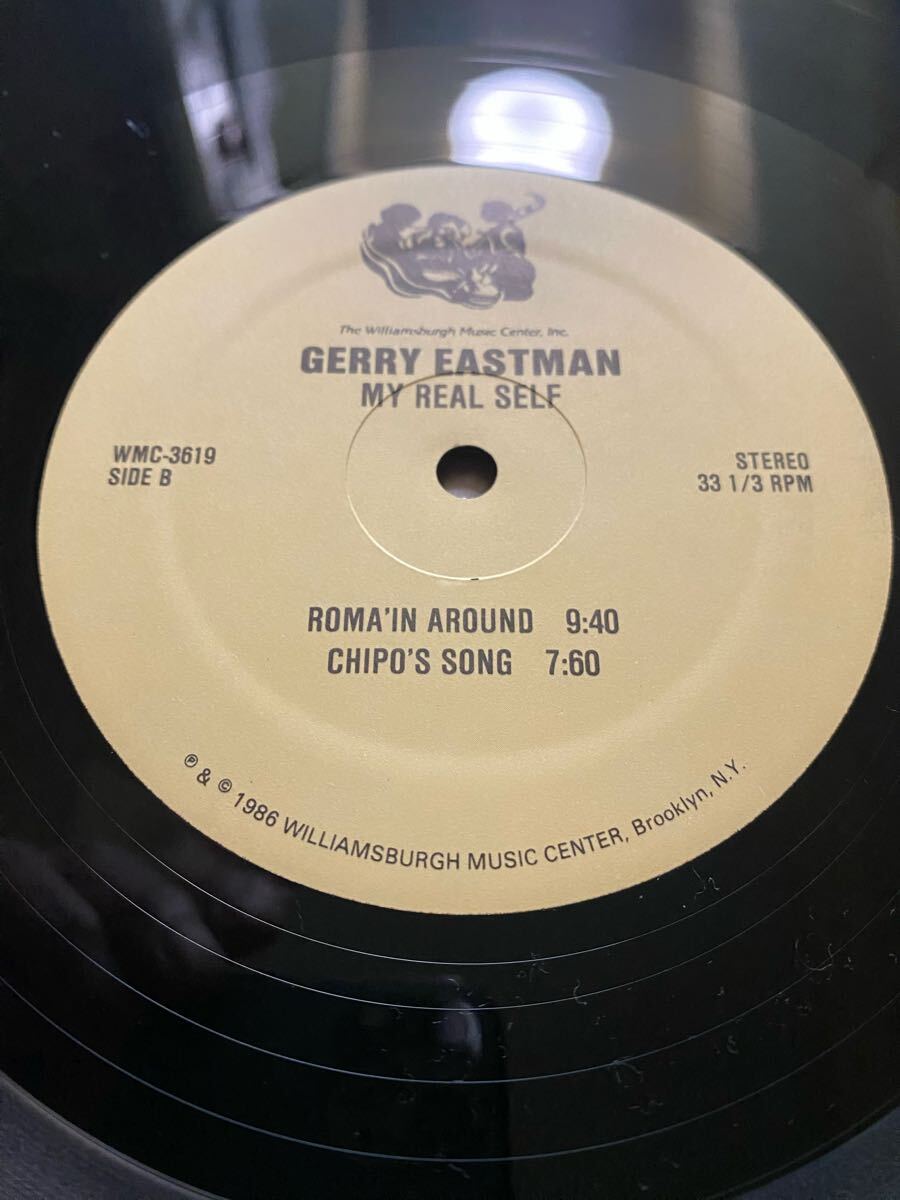 The Williamsburgh Music Center, Inc.
GERRY EASTMAN
MY REAL SELF
WMC-3619
SIDE B
STEREO
33 1/3 RPM
ROMA'IN AROUND 9:40
CHIPO'S SONG 7:60
℗ & © 1986 WILLIAMSBURGH MUSIC CENTER, Brooklyn, N.Y.